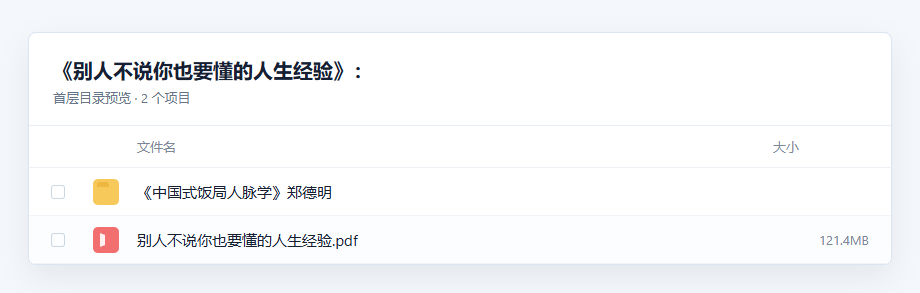 《别人不说你也要懂的人生经验》：
首层目录预览 · 2 个项目
文件名 大小
《中国式饭局人脉学》郑德明
别人不说你也要懂的人生经验.pdf 121.4MB